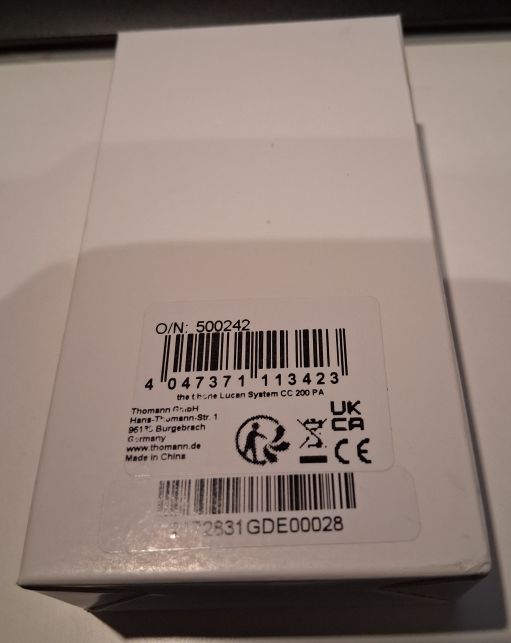 O/N: 500242
4 047371 113423
the t.bone Lucan System CC 200 PA
Thomann GmbH
Hans-Thomann-Str. 1
Burgebrach
Germany
www.thomann.de
Made in China
UK
CA
CE
2831GDE00028